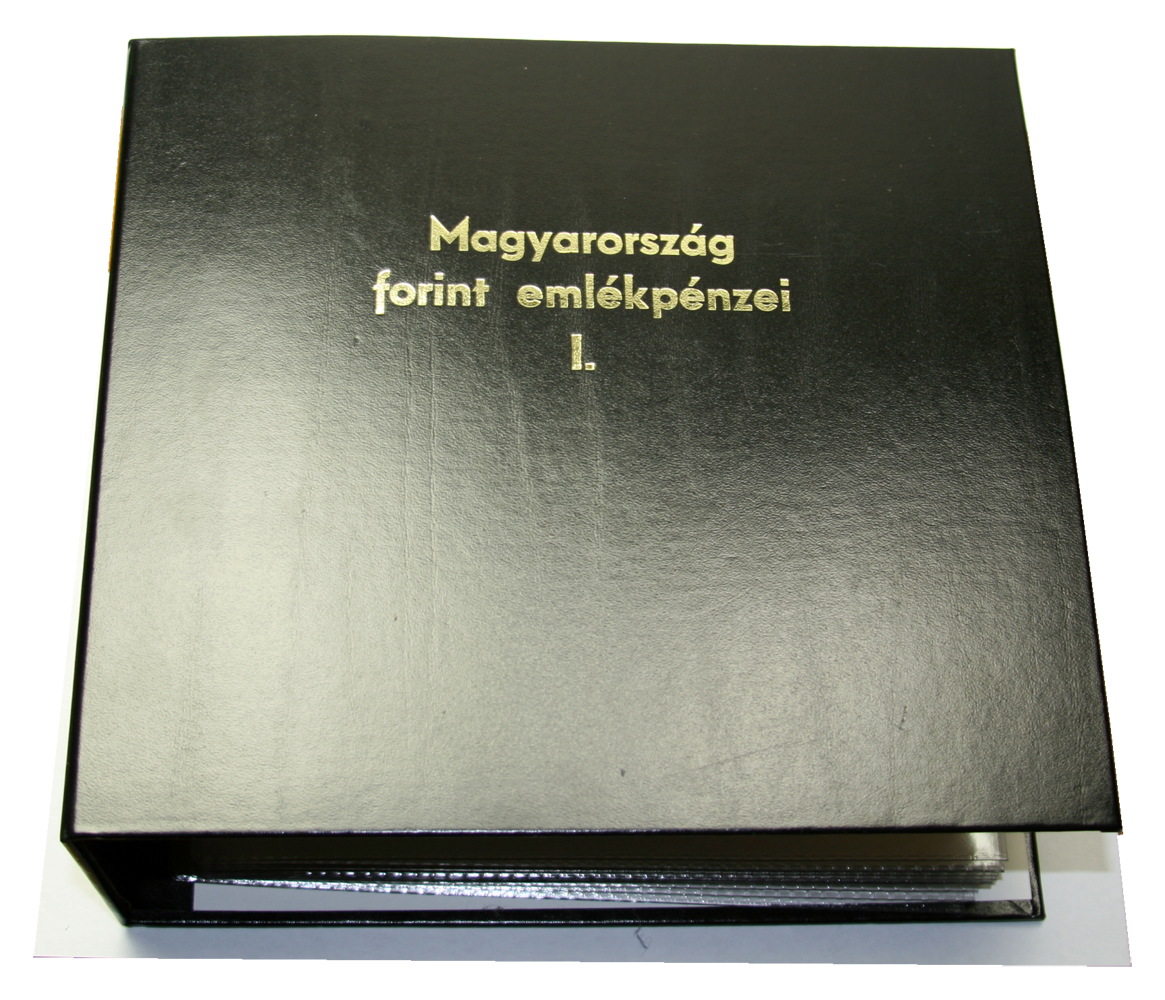 Magyarország
forint emlékpénzei
I.